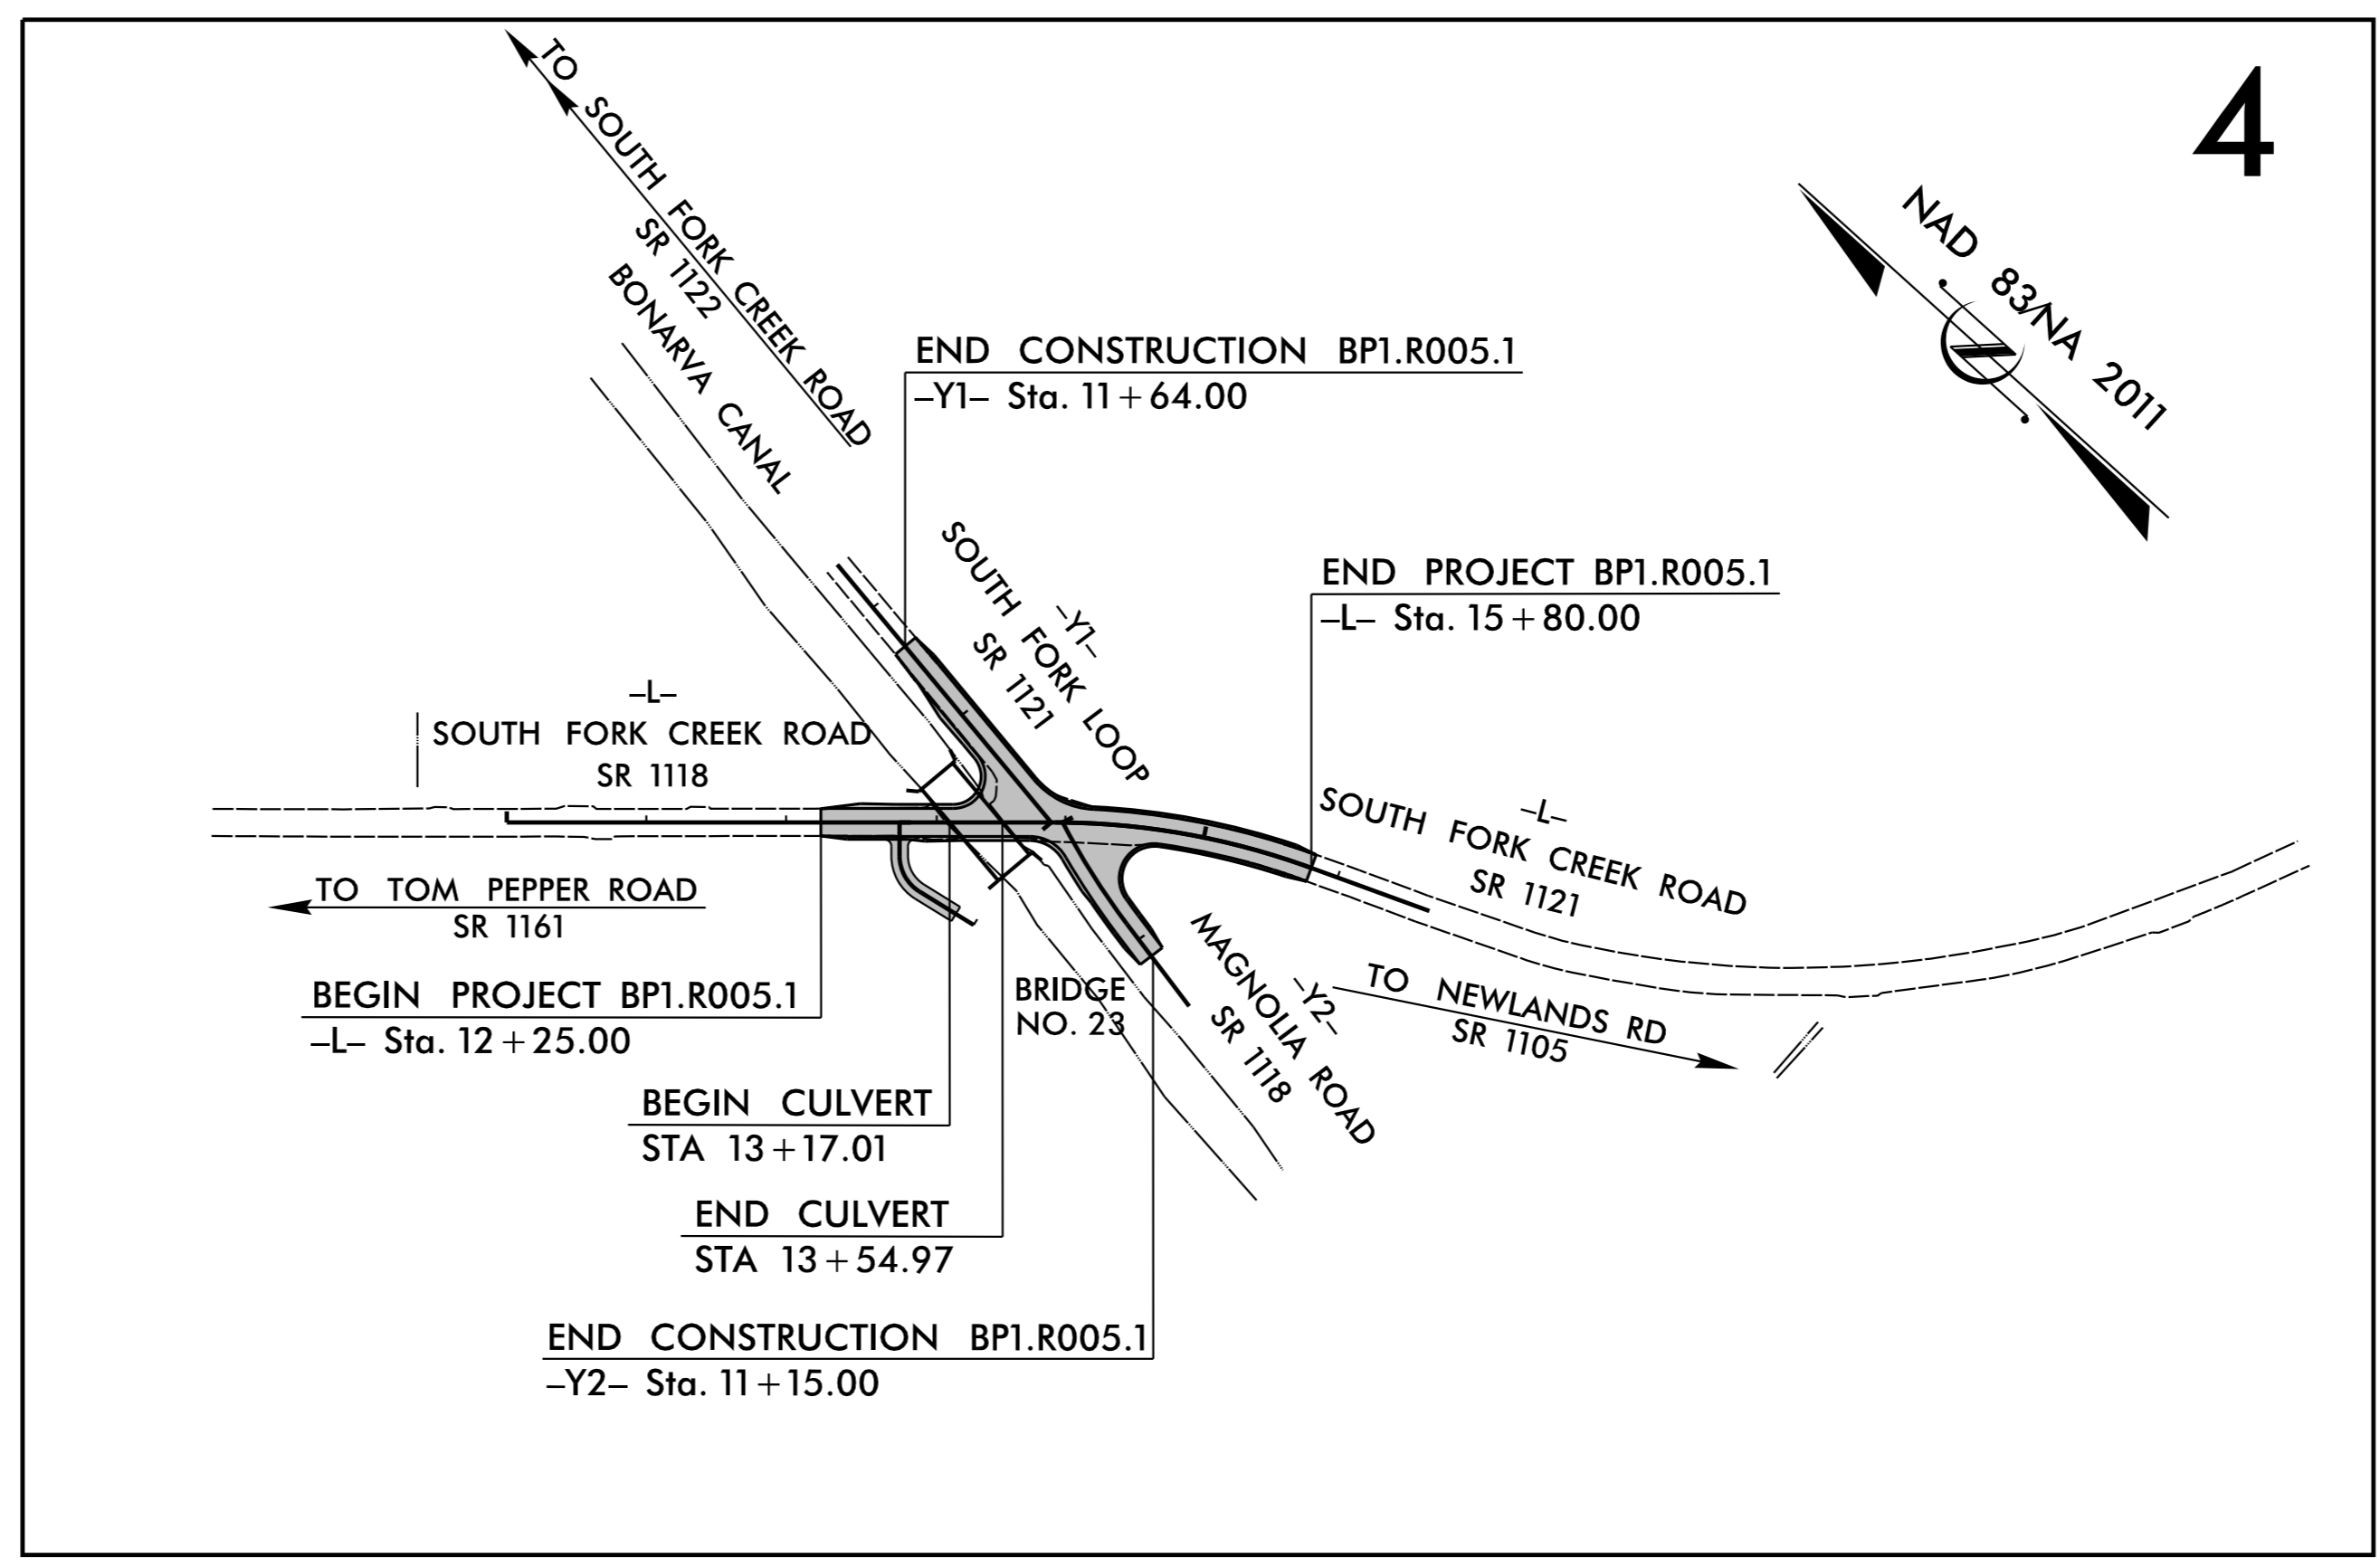 4
TO SOUTH FORK CREEK ROAD
SR 1122
BONARVA CANAL
NAD 83/NA 2011
END CONSTRUCTION BP1.R005.1
–Y1– Sta. 11+64.00
–Y1–
SOUTH FORK LOOP
SR 1121
END PROJECT BP1.R005.1
–L– Sta. 15+80.00
–L–
SOUTH FORK CREEK ROAD
SR 1118
–L–
SOUTH FORK CREEK ROAD
SR 1121
TO TOM PEPPER ROAD
SR 1161
BEGIN PROJECT BP1.R005.1
–L– Sta. 12+25.00
BRIDGE
NO. 23
–Y2–
MAGNOLIA ROAD
SR 1118
TO NEWLANDS RD
SR 1105
BEGIN CULVERT
STA 13+17.01
END CULVERT
STA 13+54.97
END CONSTRUCTION BP1.R005.1
–Y2– Sta. 11+15.00